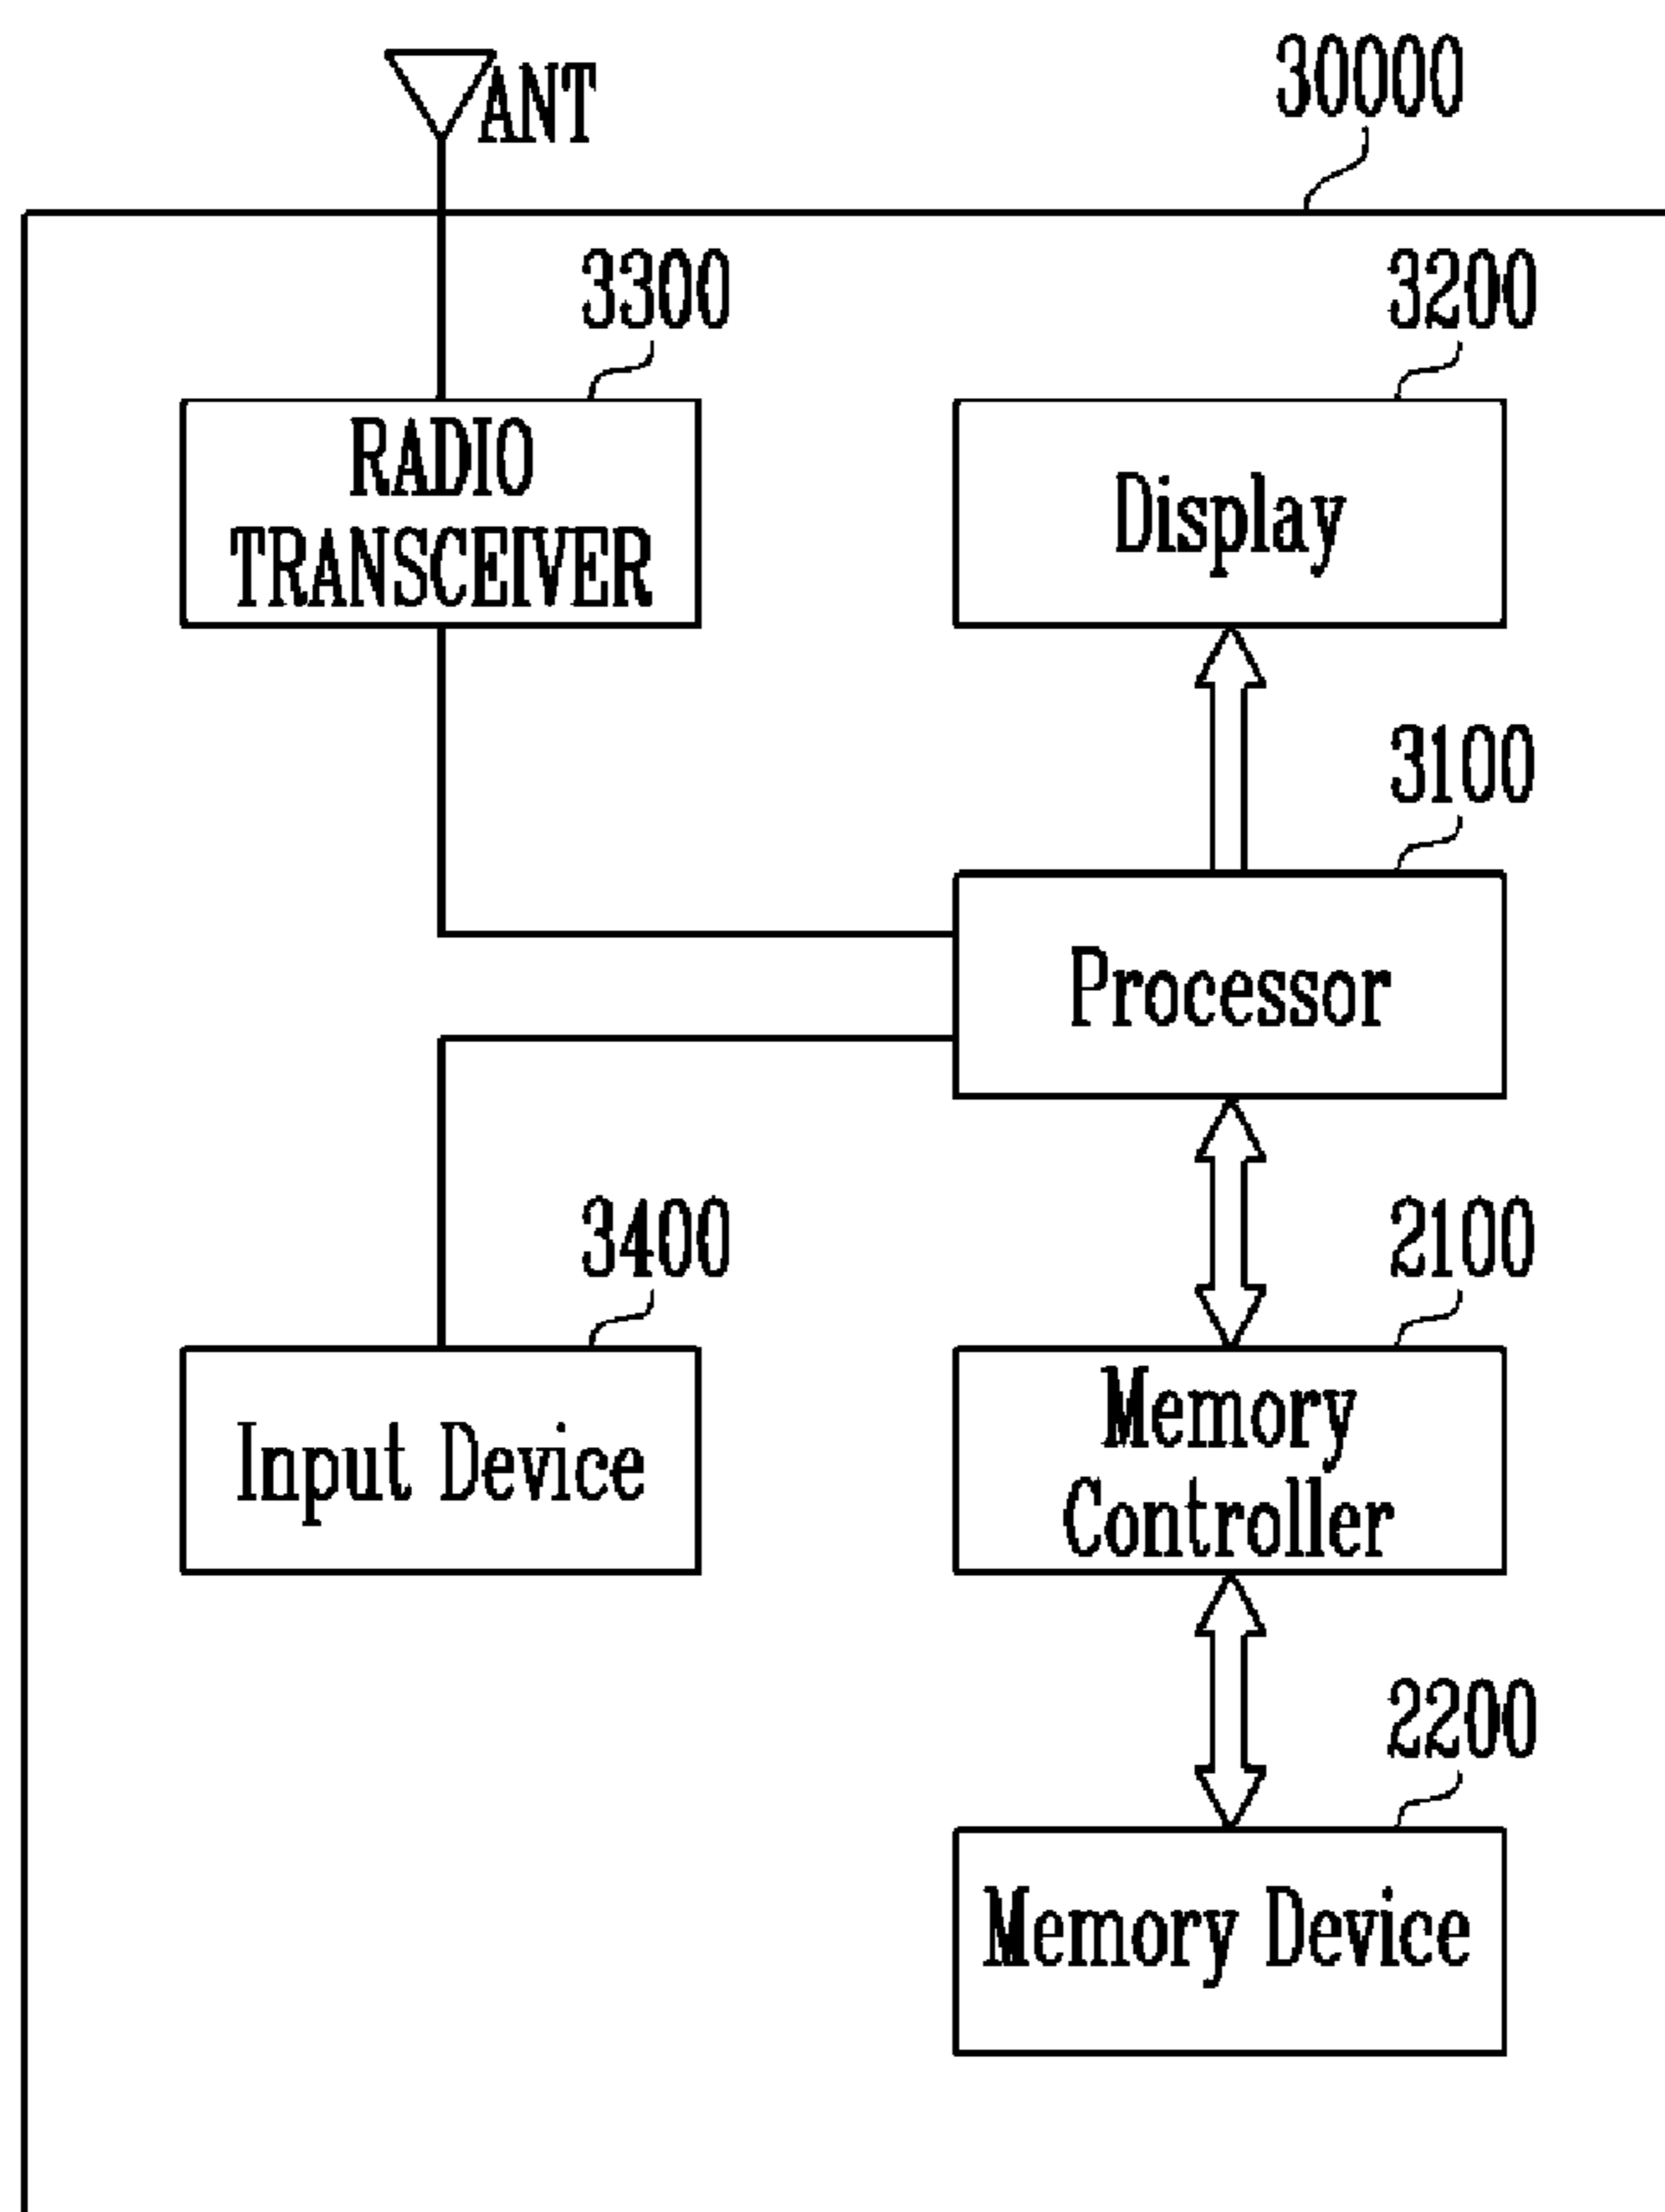 ANT
30000
3300
3200
RADIO
TRANSCEIVER
Display
3100
Processor
3400
2100
Input Device
Memory
Controller
2200
Memory Device